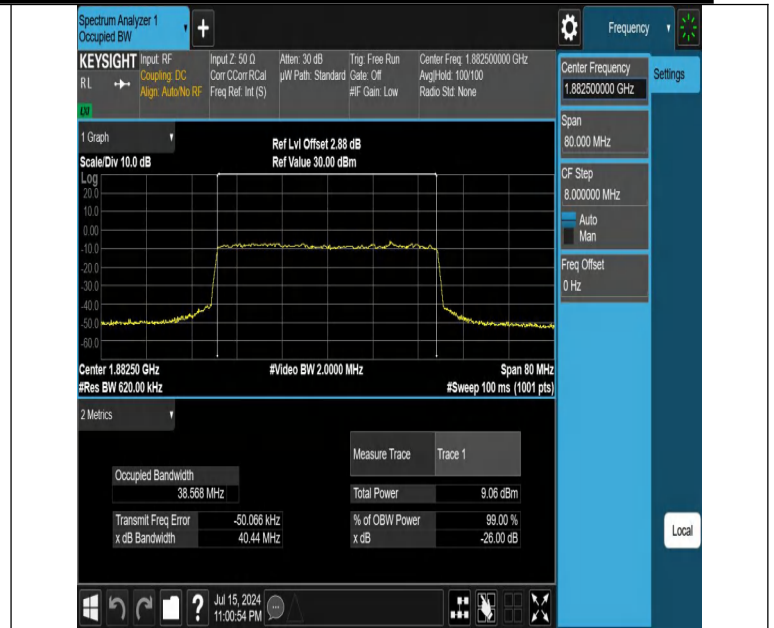 Spectrum Analyzer 1
Occupied BW
+
Frequency
KEYSIGHT
RL
Input: RF
Coupling: DC
Align: Auto/No RF
Input Z: 50 Ω
Corr CCorr RCal
Freq Ref: Int (S)
Atten: 30 dB
µW Path: Standard
Trig: Free Run
Gate: Off
#IF Gain: Low
Center Freq: 1.882500000 GHz
Avg|Hold: 100/100
Radio Std: None
1 Graph
Scale/Div 10.0 dB
Ref Lvl Offset 2.88 dB
Ref Value 30.00 dBm
Log
20.0
10.0
0.00
-10.0
-20.0
-30.0
-40.0
-50.0
-60.0
Center 1.88250 GHz
#Video BW 2.0000 MHz
Span 80 MHz
#Res BW 620.00 kHz
#Sweep 100 ms (1001 pts)
2 Metrics
Occupied Bandwidth
38.568 MHz
Transmit Freq Error -50.066 kHz
x dB Bandwidth 40.44 MHz
Measure Trace Trace 1
Total Power 9.06 dBm
% of OBW Power 99.00 %
x dB -26.00 dB
Center Frequency
1.882500000 GHz
Span
80.000 MHz
CF Step
8.000000 MHz
Auto
Man
Freq Offset
0 Hz
Settings
Local
?
Jul 15, 2024
11:00:54 PM